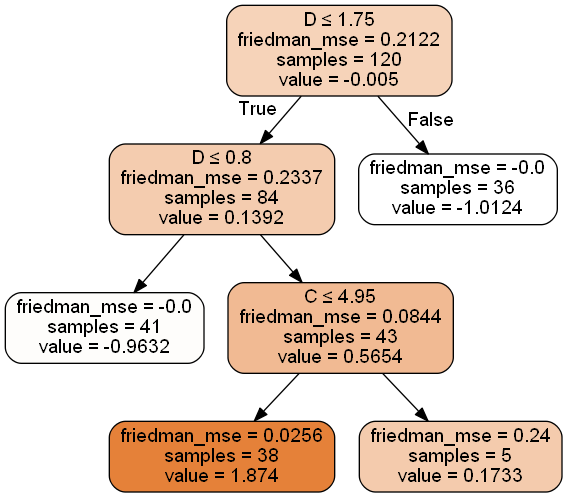 D ≤ 1.75
friedman_mse = 0.2122
samples = 120
value = -0.005
True
False
D ≤ 0.8
friedman_mse = 0.2337
samples = 84
value = 0.1392
friedman_mse = -0.0
samples = 36
value = -1.0124
friedman_mse = -0.0
samples = 41
value = -0.9632
C ≤ 4.95
friedman_mse = 0.0844
samples = 43
value = 0.5654
friedman_mse = 0.0256
samples = 38
value = 1.874
friedman_mse = 0.24
samples = 5
value = 0.1733